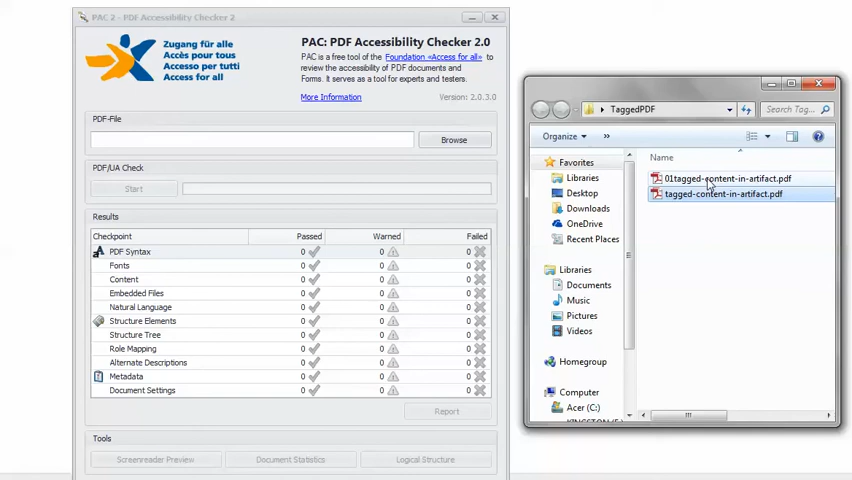 PAC 2 - PDF Accessibility Checker 2
Zugang für alle
Accès pour tous
Accesso per tutti
Access for all
PAC: PDF Accessibility Checker 2.0
PAC is a free tool of the Foundation «Access for all» to
review the accessibility of PDF documents and
Forms. It serves as a tool for experts and testers.
More Information
Version: 2.0.3.0
PDF-File
Browse
PDF/UA Check
Start
Results
Checkpoint Passed Warned Failed
PDF Syntax 0 0 0
Fonts 0 0 0
Content 0 0 0
Embedded Files 0 0 0
Natural Language 0 0 0
Structure Elements 0 0 0
Structure Tree 0 0 0
Role Mapping 0 0 0
Alternate Descriptions 0 0 0
Metadata 0 0 0
Document Settings 0 0 0
Report
Tools
Screenreader Preview Document Statistics Logical Structure
TaggedPDF
Search Tag...
Organize »
Name
01tagged-content-in-artifact.pdf
tagged-content-in-artifact.pdf
Favorites
Libraries
Desktop
Downloads
OneDrive
Recent Places
Libraries
Documents
Music
Pictures
Videos
Homegroup
Computer
Acer (C:)